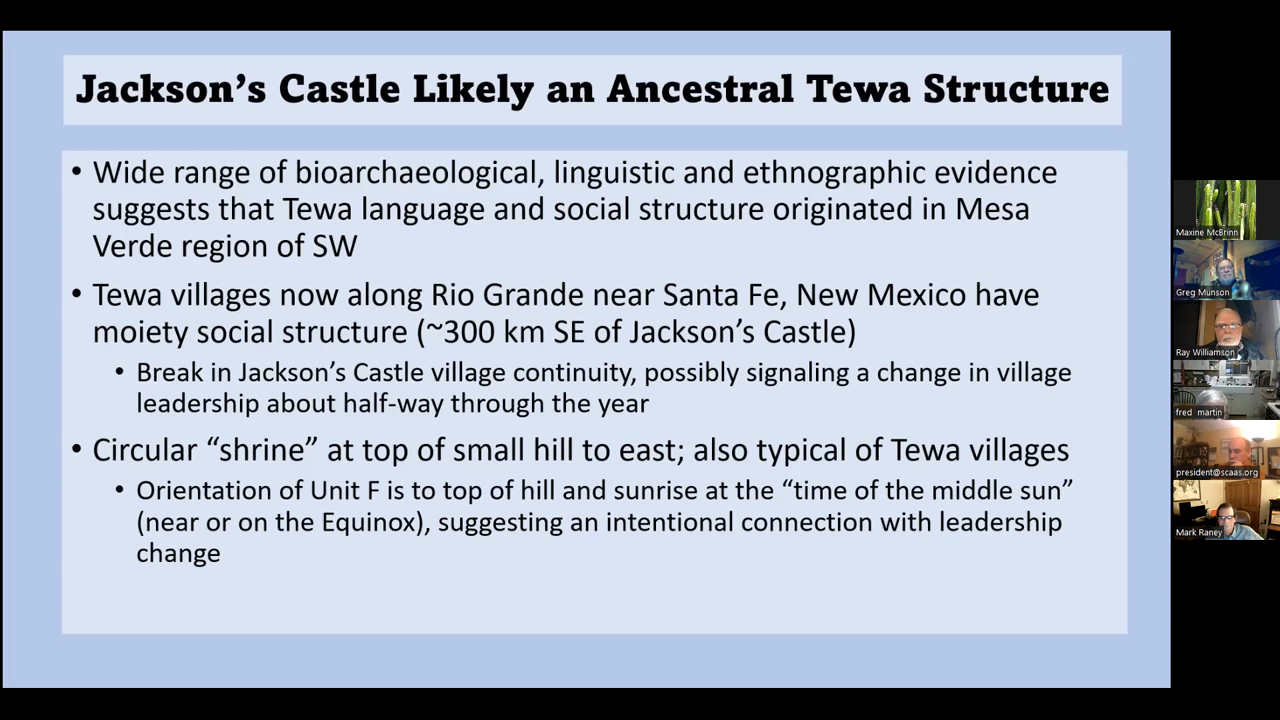 Jackson's Castle Likely an Ancestral Tewa Structure
• Wide range of bioarchaeological, linguistic and ethnographic evidence
suggests that Tewa language and social structure originated in Mesa
Verde region of SW
• Tewa villages now along Rio Grande near Santa Fe, New Mexico have
moiety social structure (~300 km SE of Jackson's Castle)
• Break in Jackson's Castle village continuity, possibly signaling a change in village
leadership about half-way through the year
• Circular “shrine” at top of small hill to east; also typical of Tewa villages
• Orientation of Unit F is to top of hill and sunrise at the “time of the middle sun”
(near or on the Equinox), suggesting an intentional connection with leadership
change
Maxine McBrinn
Greg Munson
Ray Williamson
fred martin
president@scaas.org
Mark Raney